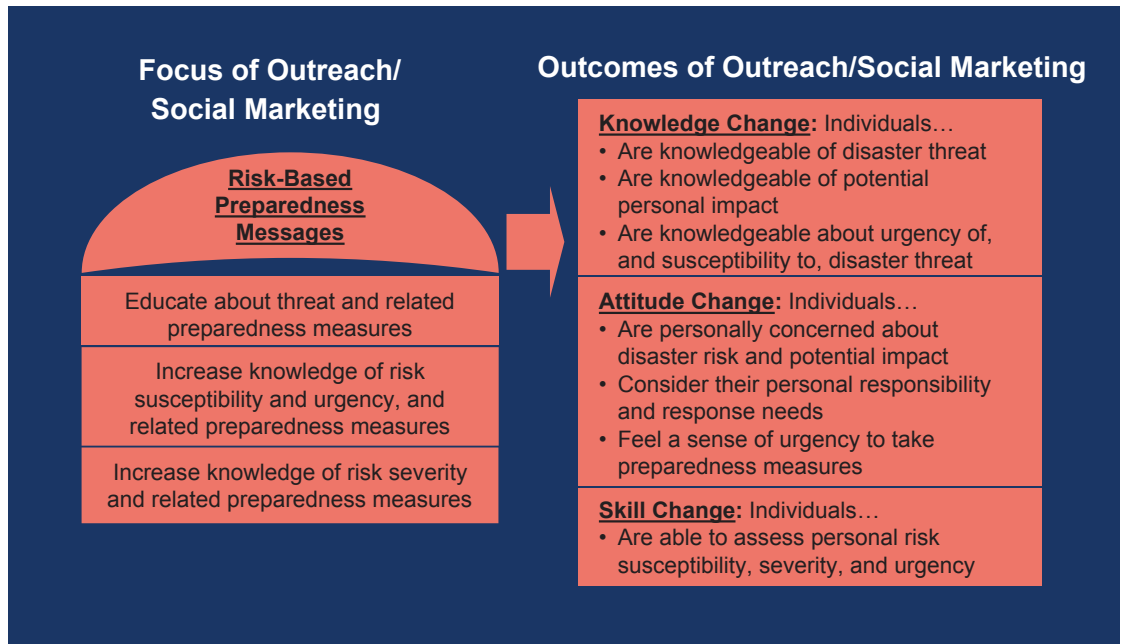 Focus of Outreach/
Social Marketing
Risk-Based
Preparedness
Messages
Educate about threat and related
preparedness measures
Increase knowledge of risk
susceptibility and urgency, and
related preparedness measures
Increase knowledge of risk severity
and related preparedness measures
Outcomes of Outreach/Social Marketing
Knowledge Change: Individuals…
• Are knowledgeable of disaster threat
• Are knowledgeable of potential
personal impact
• Are knowledgeable about urgency of,
and susceptibility to, disaster threat
Attitude Change: Individuals…
• Are personally concerned about
disaster risk and potential impact
• Consider their personal responsibility
and response needs
• Feel a sense of urgency to take
preparedness measures
Skill Change: Individuals…
• Are able to assess personal risk
susceptibility, severity, and urgency